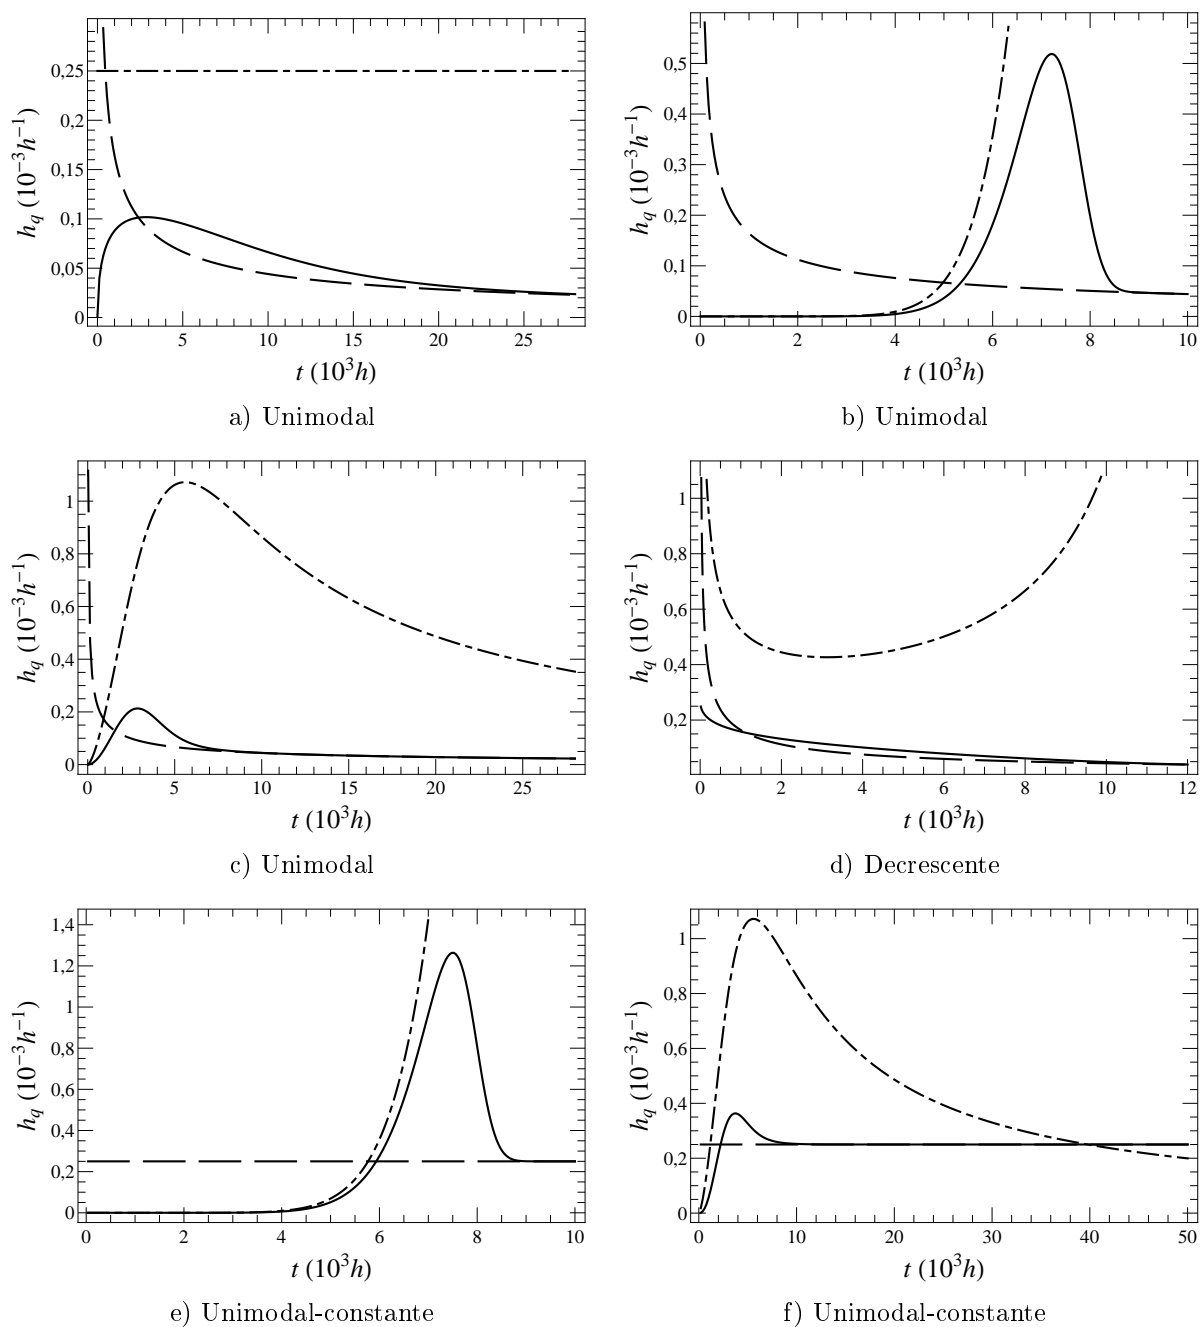 0,25
0,2
0,15
0,1
0,05
0
h_q (10^{-3}h^{-1})
0 5 10 15 20 25
t (10^3h)
a) Unimodal
0,5
0,4
0,3
0,2
0,1
0
h_q (10^{-3}h^{-1})
0 2 4 6 8 10
t (10^3h)
b) Unimodal
1
0,8
0,6
0,4
0,2
0
h_q (10^{-3}h^{-1})
0 5 10 15 20 25
t (10^3h)
c) Unimodal
1
0,8
0,6
0,4
0,2
h_q (10^{-3}h^{-1})
0 2 4 6 8 10 12
t (10^3h)
d) Decrescente
1,4
1,2
1
0,8
0,6
0,4
0,2
0
h_q (10^{-3}h^{-1})
0 2 4 6 8 10
t (10^3h)
e) Unimodal-constante
1
0,8
0,6
0,4
0,2
0
h_q (10^{-3}h^{-1})
0 10 20 30 40 50
t (10^3h)
f) Unimodal-constante